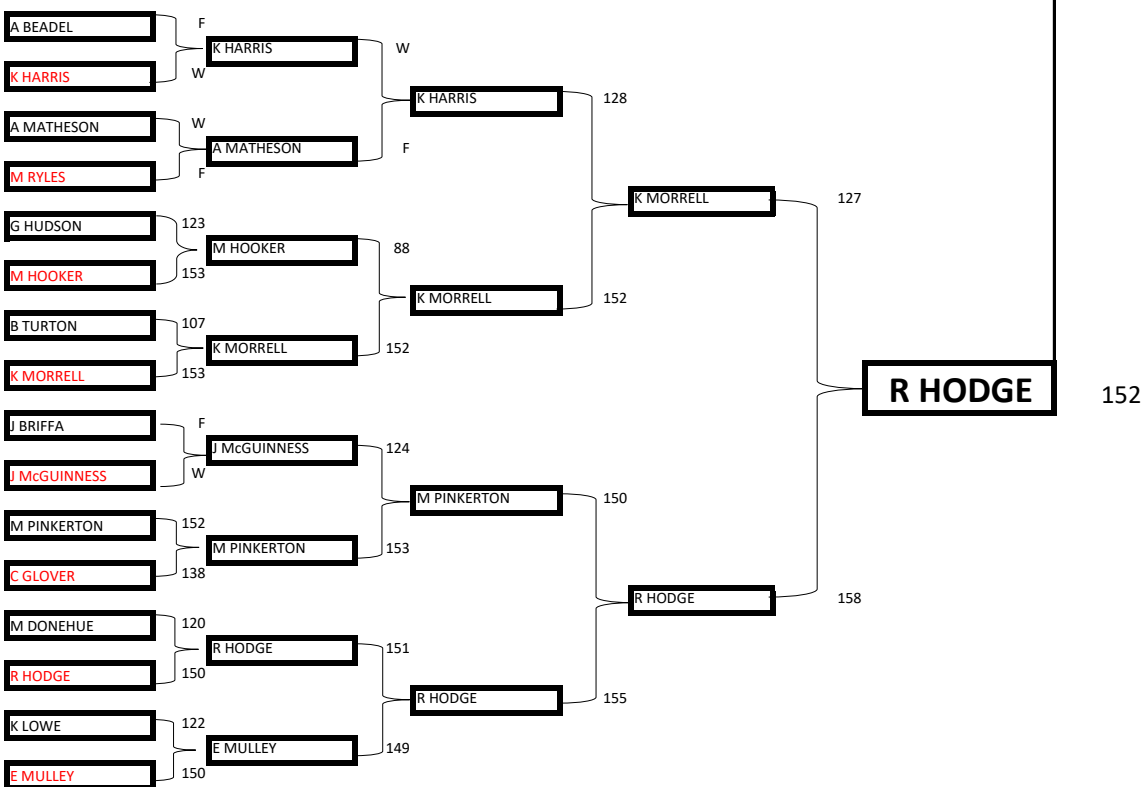 A BEADEL
F
K HARRIS
W
K HARRIS
W
K HARRIS
128
A MATHESON
W
A MATHESON
F
M RYLES
F
K MORRELL
127
G HUDSON
123
M HOOKER
88
M HOOKER
153
K MORRELL
152
B TURTON
107
K MORRELL
152
K MORRELL
153
R HODGE
152
J BRIFFA
F
J McGUINNESS
124
J McGUINNESS
W
M PINKERTON
150
M PINKERTON
152
M PINKERTON
153
C GLOVER
138
R HODGE
158
M DONEHUE
120
R HODGE
151
R HODGE
150
R HODGE
155
K LOWE
122
E MULLEY
149
E MULLEY
150